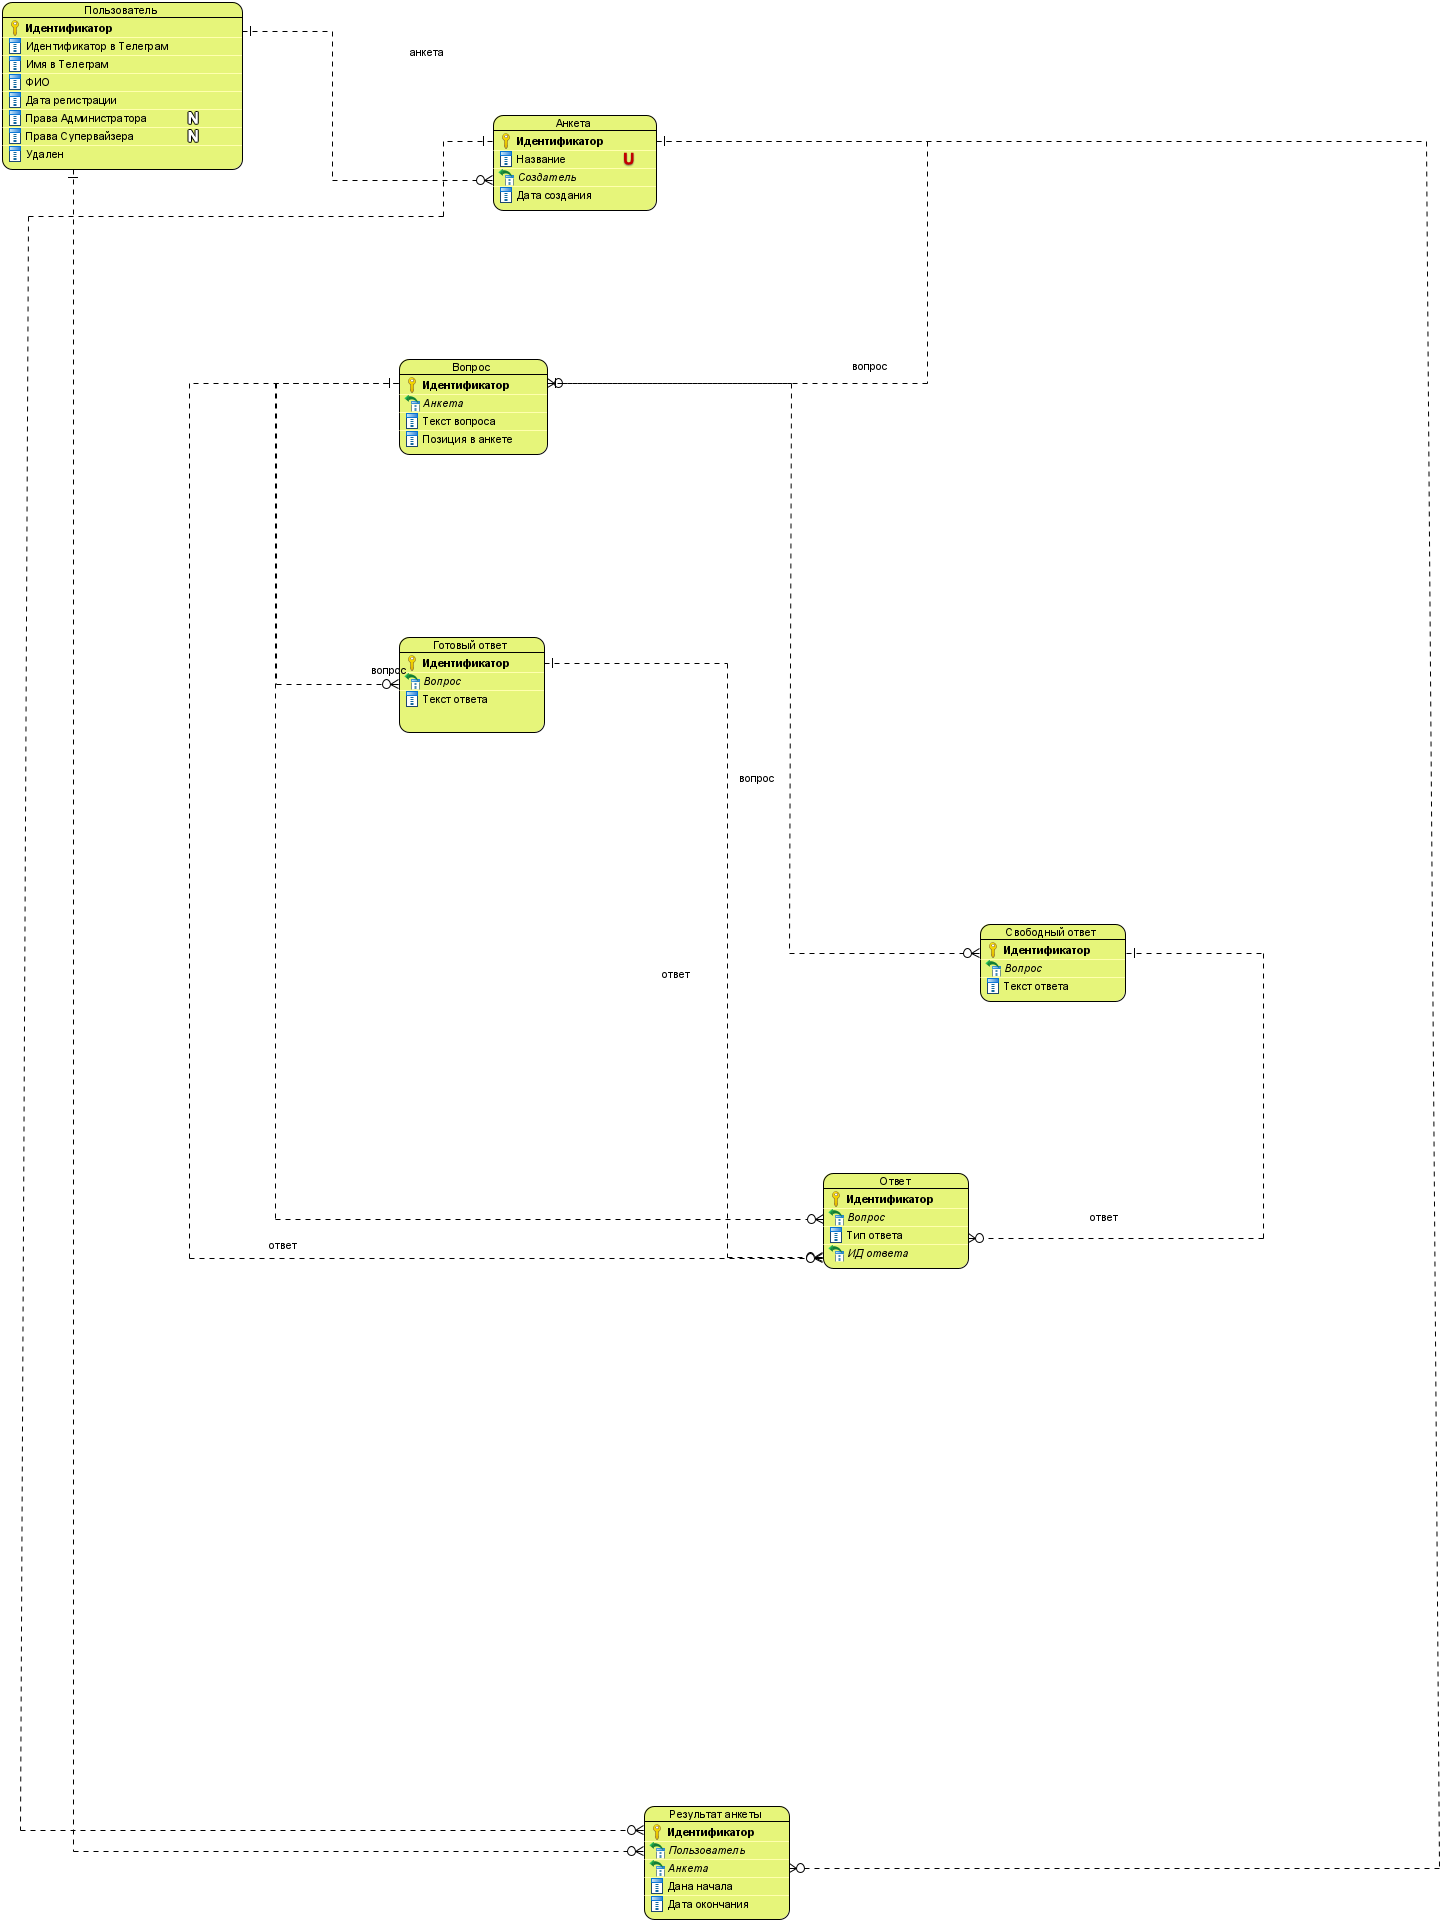 Пользователь
Идентификатор
Идентификатор в Телеграм
Имя в Телеграм
ФИО
Дата регистрации
Права Администратора N
Права Супервайзера N
Удален
анкета
Анкета
Идентификатор
Название U
Создатель
Дата создания
вопрос
Вопрос
Идентификатор
Анкета
Текст вопроса
Позиция в анкете
Готовый ответ
Идентификатор
вопрос
Вопрос
Текст ответа
вопрос
Свободный ответ
Идентификатор
Вопрос
Текст ответа
ответ
Ответ
Идентификатор
Вопрос
Тип ответа
ИД ответа
ответ
ответ
Результат анкеты
Идентификатор
Пользователь
Анкета
Дана начала
Дата окончания